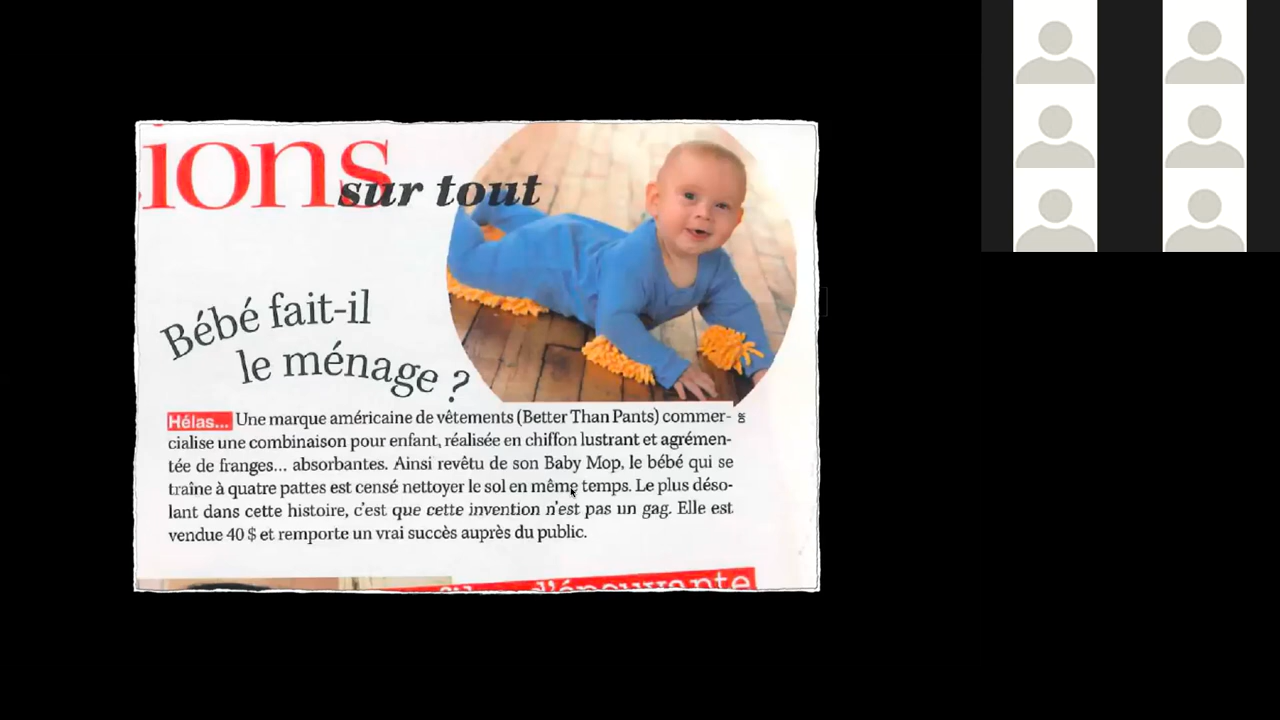 ions
sur tout
Bébé fait-il
le ménage ?
Hélas... Une marque américaine de vêtements (Better Than Pants) commer-
cialise une combinaison pour enfant, réalisée en chiffon lustrant et agrémen-
tée de franges... absorbantes. Ainsi revêtu de son Baby Mop, le bébé qui se
traîne à quatre pattes est censé nettoyer le sol en même temps. Le plus déso-
lant dans cette histoire, c'est que cette invention n'est pas un gag. Elle est
vendue 40 $ et remporte un vrai succès auprès du public.
d'épouvante